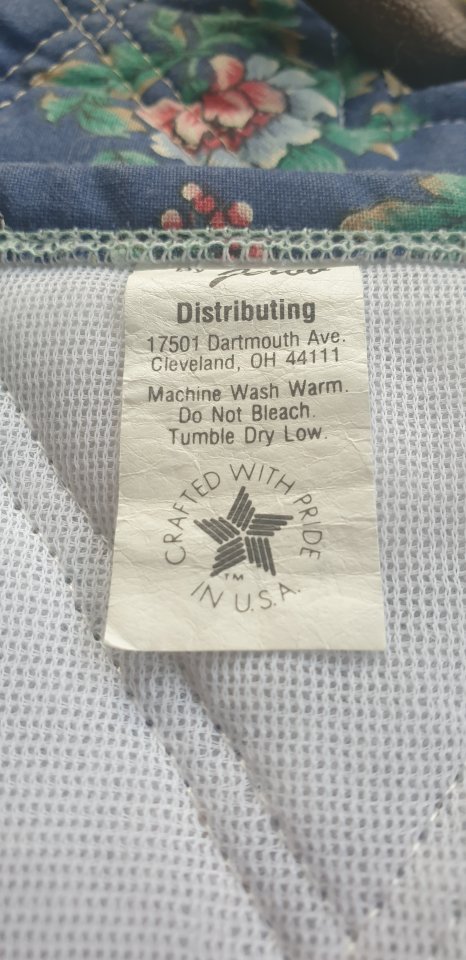 BY
Distributing
17501 Dartmouth Ave.
Cleveland, OH 44111
Machine Wash Warm.
Do Not Bleach.
Tumble Dry Low.
CRAFTED WITH PRIDE
TM
IN U.S.A.